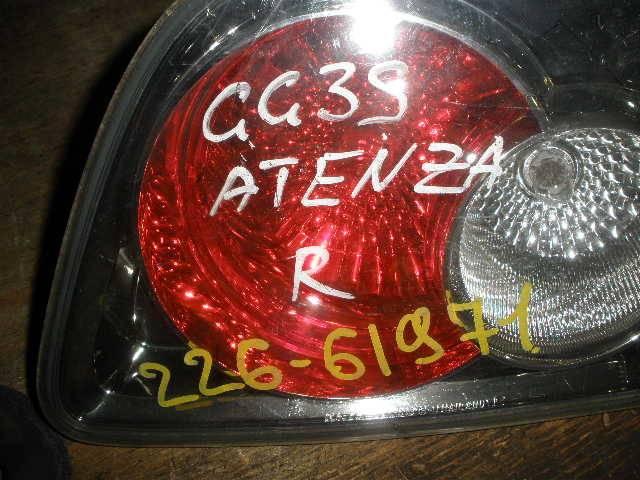 GG3S
ATENZA
R
226-61971